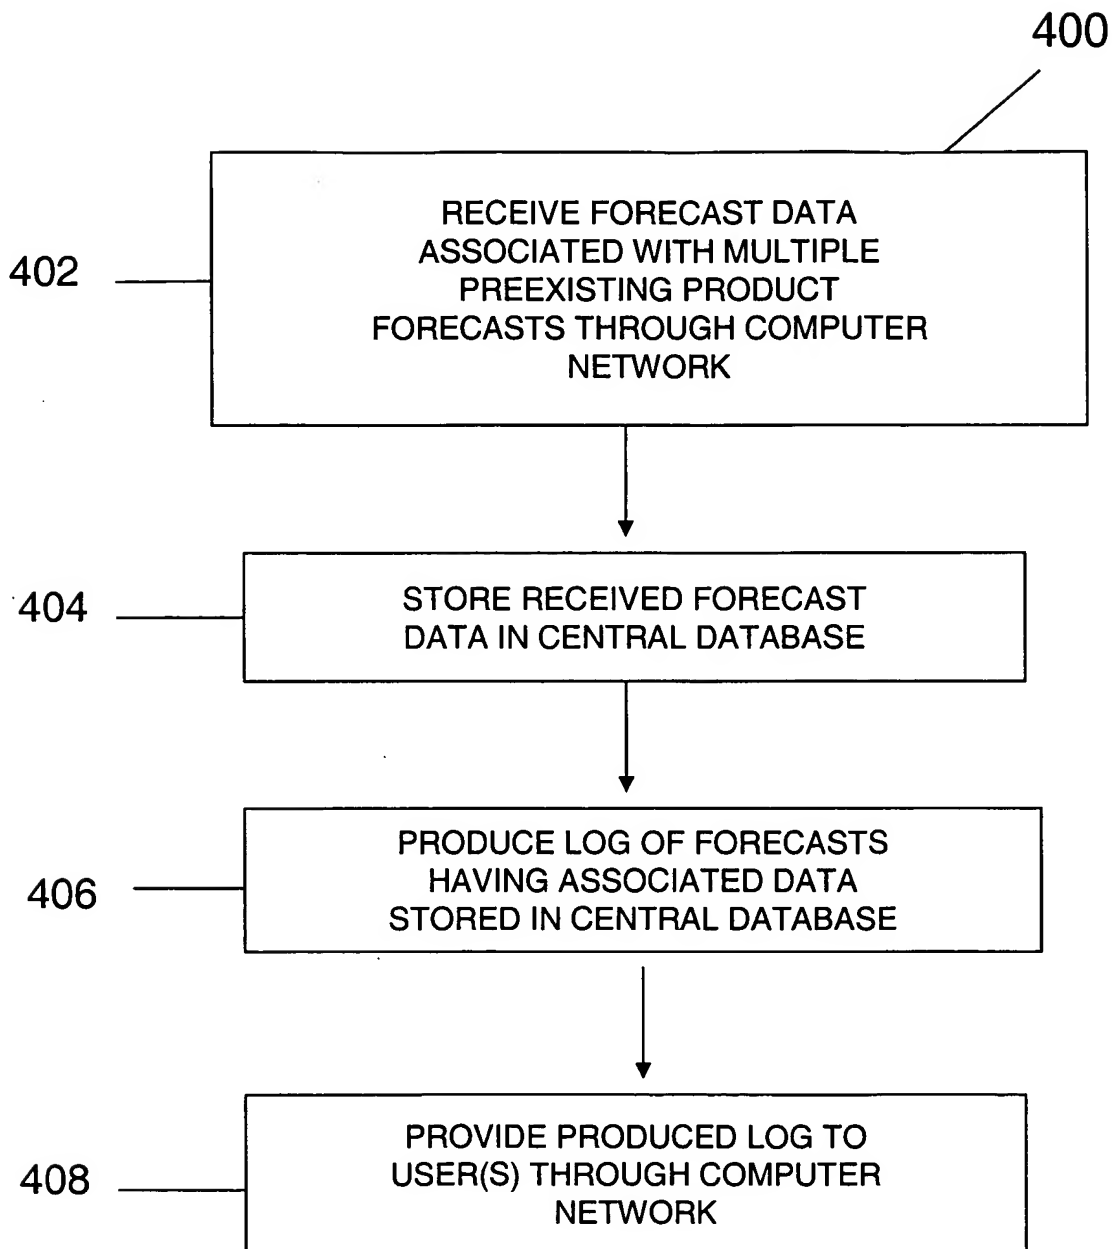 400
402
RECEIVE FORECAST DATA
ASSOCIATED WITH MULTIPLE
PREEXISTING PRODUCT
FORECASTS THROUGH COMPUTER
NETWORK
404
STORE RECEIVED FORECAST
DATA IN CENTRAL DATABASE
406
PRODUCE LOG OF FORECASTS
HAVING ASSOCIATED DATA
STORED IN CENTRAL DATABASE
408
PROVIDE PRODUCED LOG TO
USER(S) THROUGH COMPUTER
NETWORK